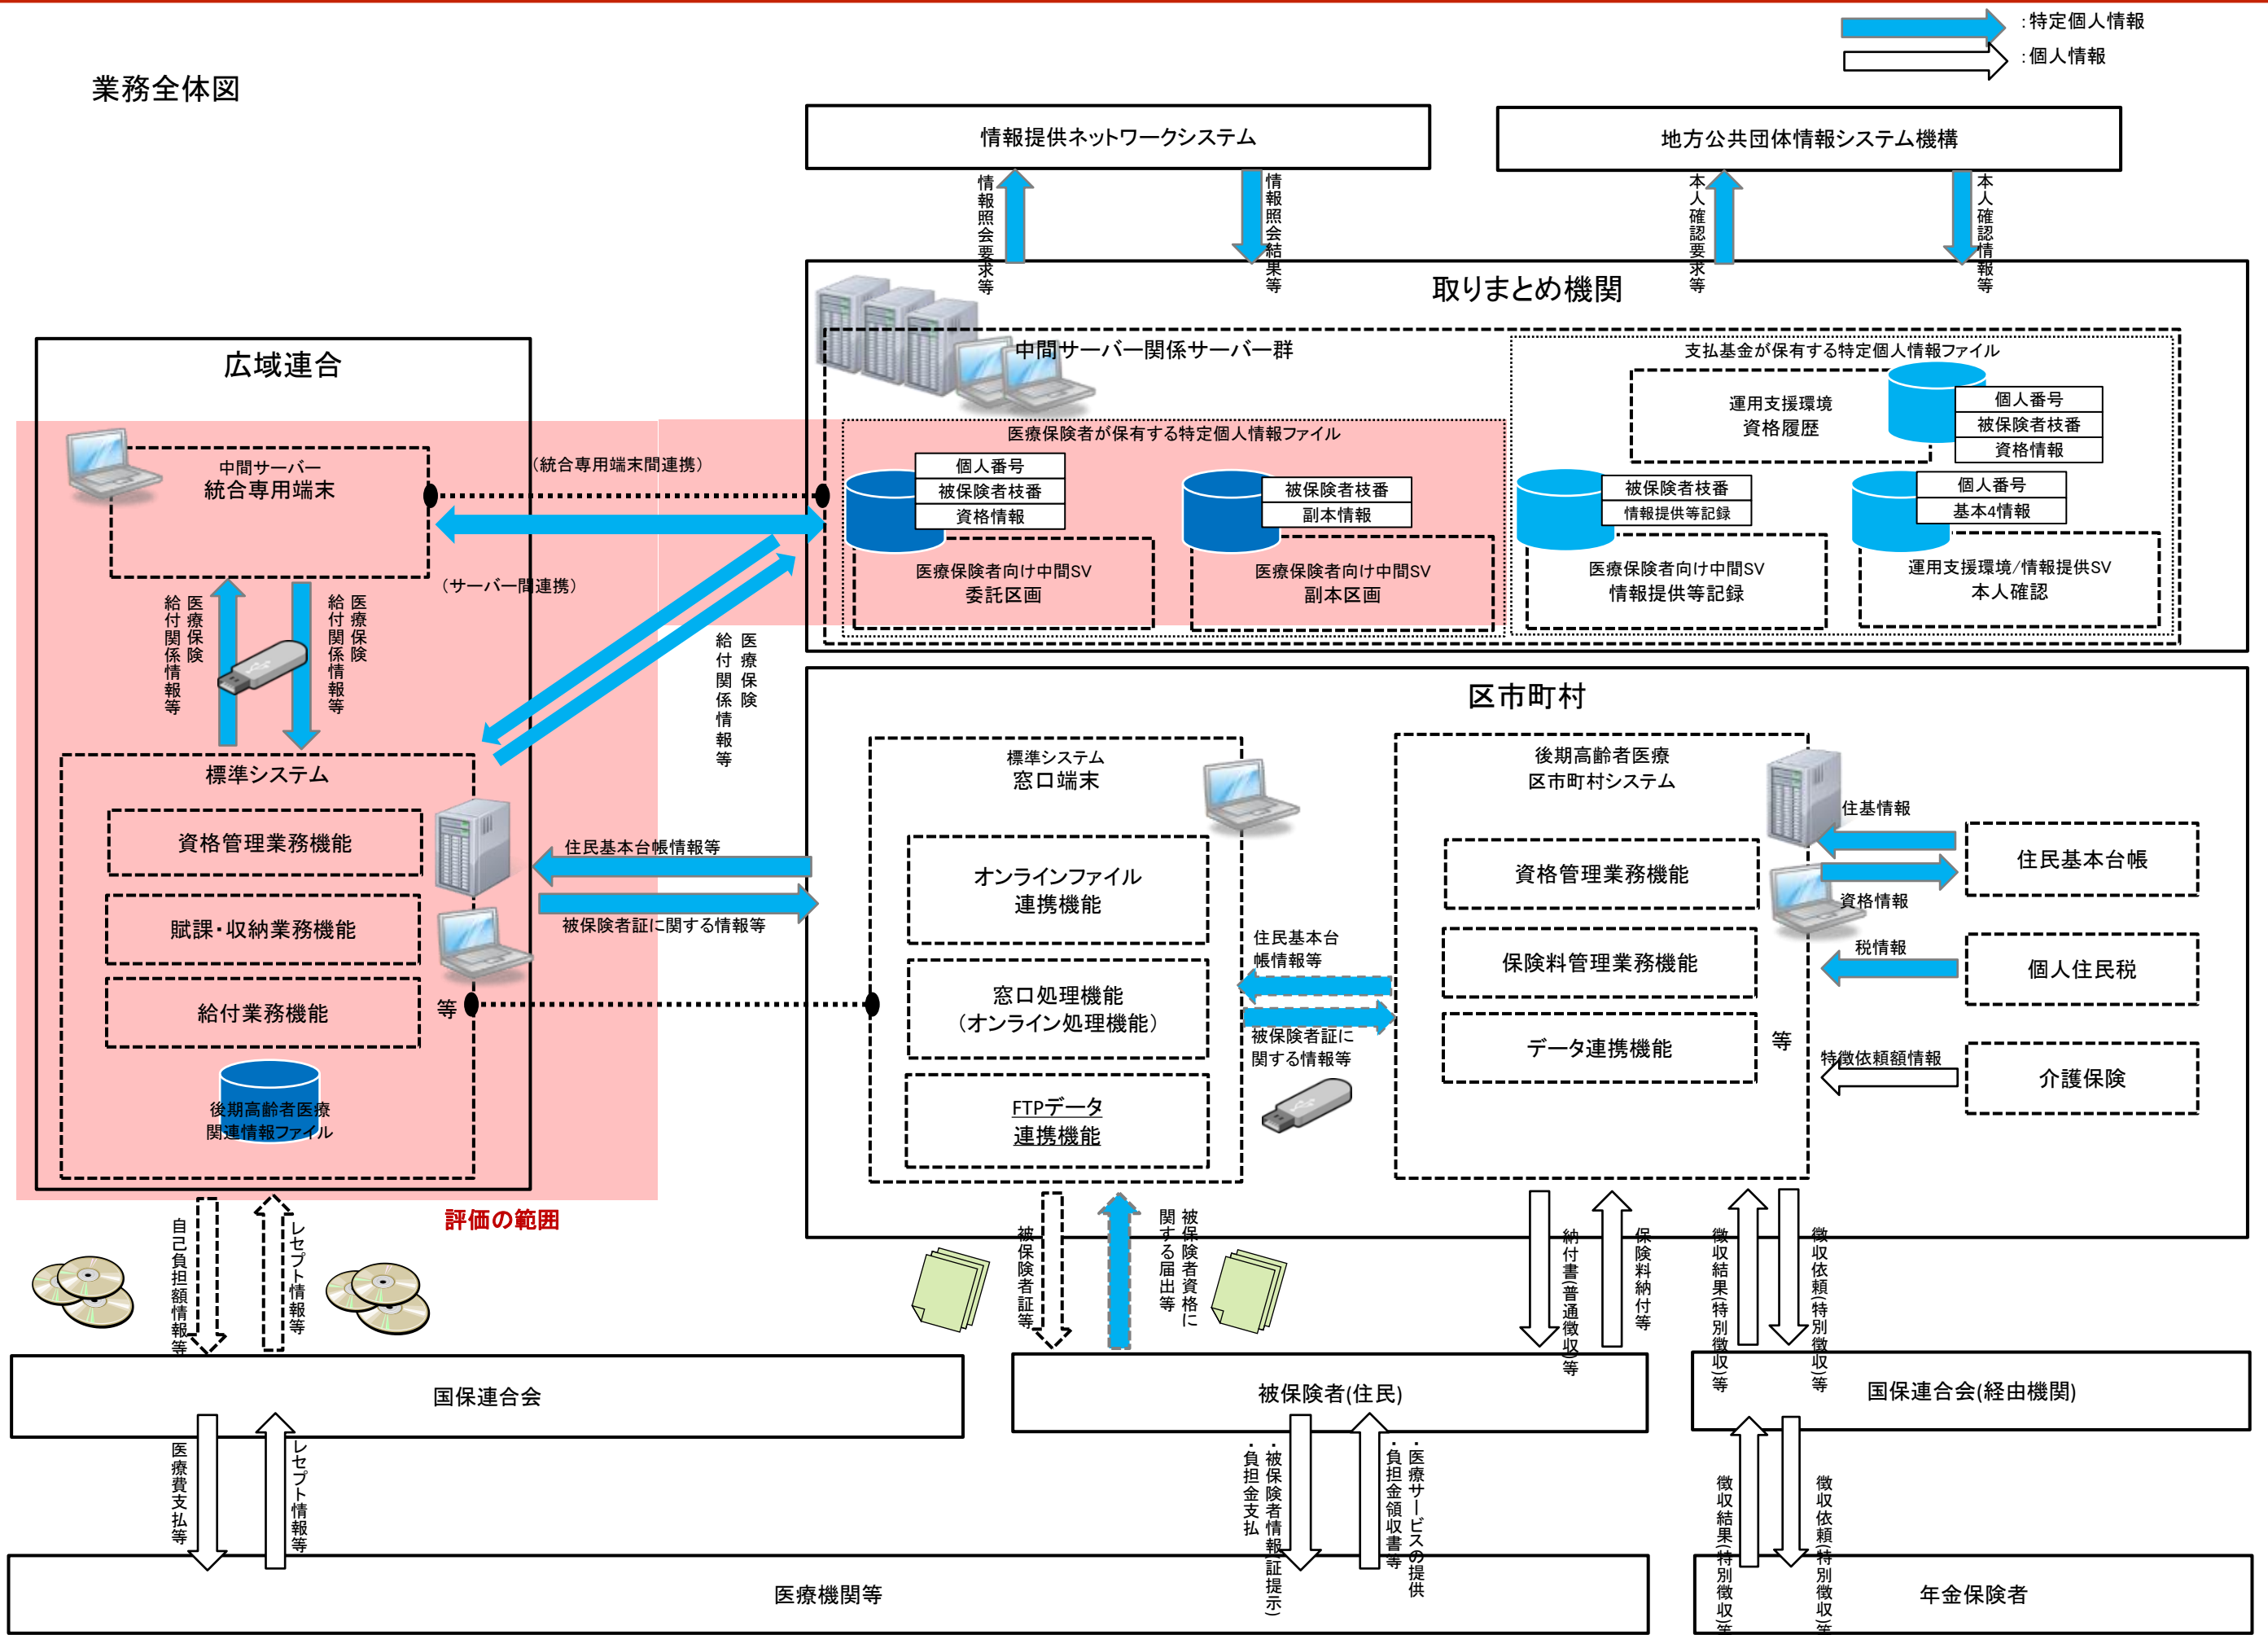 ：特定個人情報
：個人情報
業務全体図
情報提供ネットワークシステム
地方公共団体情報システム機構
情報照会要求等
情報照会結果等
本人確認要求等
本人確認情報等
取りまとめ機関
中間サーバー関係サーバー群
支払基金が保有する特定個人情報ファイル
運用支援環境
資格履歴
個人番号
被保険者枝番
資格情報
医療保険者が保有する特定個人情報ファイル
個人番号
被保険者枝番
資格情報
被保険者枝番
副本情報
被保険者枝番
情報提供等記録
個人番号
基本4情報
医療保険者向け中間SV
委託区画
医療保険者向け中間SV
副本区画
医療保険者向け中間SV
情報提供等記録
運用支援環境/情報提供SV
本人確認
広域連合
中間サーバー
統合専用端末
（統合専用端末間連携）
（サーバー間連携）
医療保険
給付関係情報等
医療保険
給付関係情報等
医療保険
給付関係情報等
標準システム
資格管理業務機能
賦課・収納業務機能
給付業務機能
等
後期高齢者医療
関連情報ファイル
住民基本台帳情報等
被保険者証に関する情報等
評価の範囲
区市町村
標準システム
窓口端末
オンラインファイル
連携機能
窓口処理機能
（オンライン処理機能）
FTPデータ
連携機能
住民基本台
帳情報等
被保険者証に
関する情報等
後期高齢者医療
区市町村システム
資格管理業務機能
保険料管理業務機能
データ連携機能
等
住基情報
資格情報
税情報
特徴依頼額情報
住民基本台帳
個人住民税
介護保険
自己負担額情報等
レセプト情報等
被保険者証等
被保険者資格に
関する届出等
納付書(普通徴収)等
保険料納付等
徴収結果(特別徴収)等
徴収依頼(特別徴収)等
国保連合会
被保険者(住民)
国保連合会(経由機関)
医療費支払等
レセプト情報等
・被保険者情報(証提示)
・負担金支払
・医療サービスの提供
・負担金領収書等
徴収結果(特別徴収)等
徴収依頼(特別徴収)等
医療機関等
年金保険者